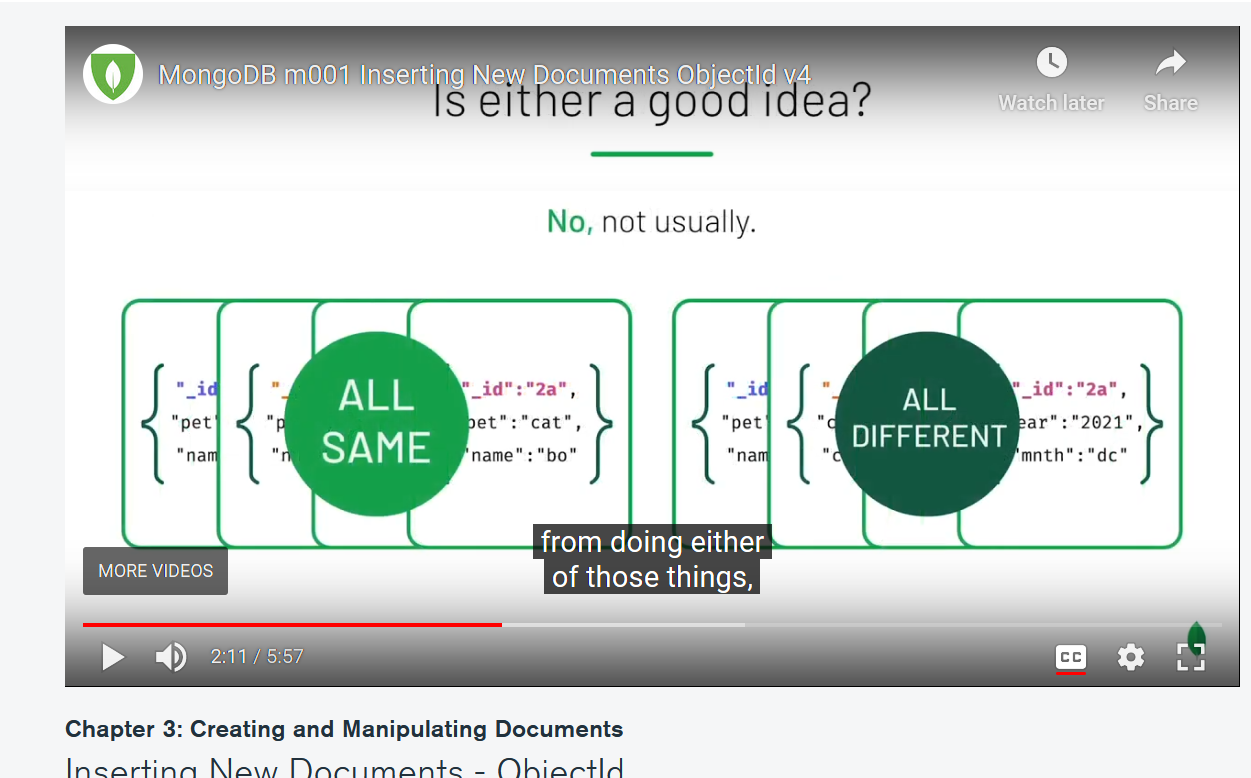 MongoDB m001 Inserting New Documents ObjectId v4
Watch later
Share
Is either a good idea?
No, not usually.
"_id
"_
"_id":"2a",
"pet'
"p
pet":"cat",
"nam
"n
'name":"bo"
ALL
SAME
"_id
"_
"_id":"2a",
"pet'
"c
ear":"2021",
"nam
"c
'mnth":"dc"
ALL
DIFFERENT
from doing either
of those things,
MORE VIDEOS
2:11 / 5:57
CC
Chapter 3: Creating and Manipulating Documents
Inserting New Documents - ObjectId